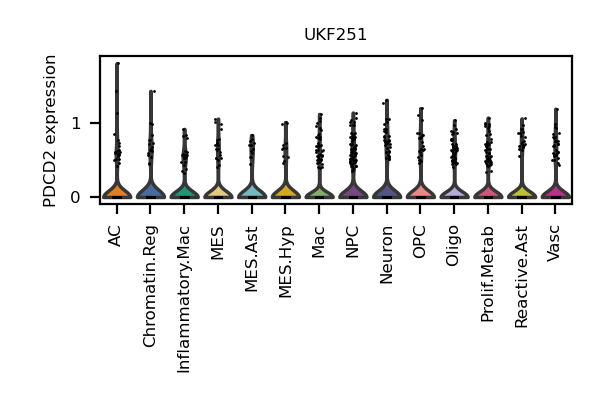 UKF251
PDCD2 expression
1
0
AC
Chromatin.Reg
Inflammatory.Mac
MES
MES.Ast
MES.Hyp
Mac
NPC
Neuron
OPC
Oligo
Prolif.Metab
Reactive.Ast
Vasc